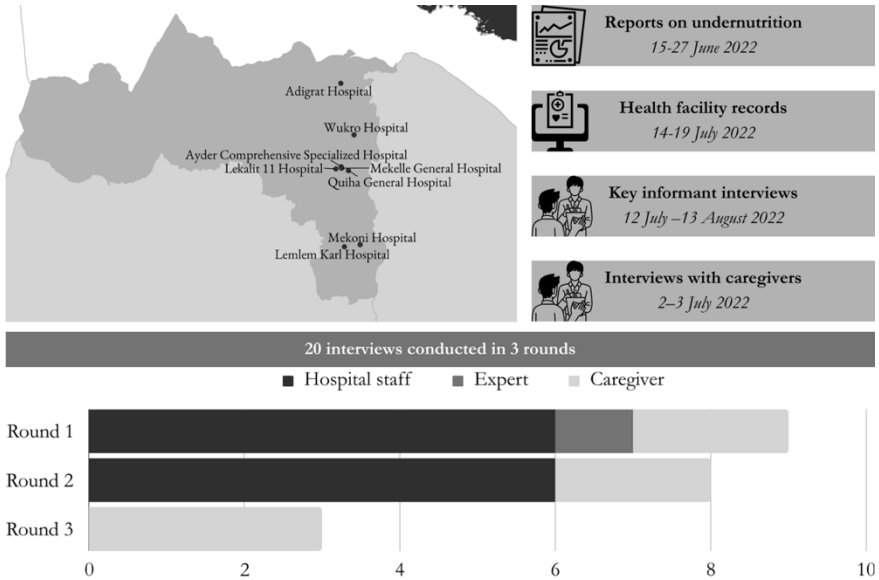 Adigrat Hospital
Wukro Hospital
Ayder Comprehensive Specialized Hospital
Lekalit 11 Hospital
Mekelle General Hospital
Quiha General Hospital
Mekoni Hospital
Lemlem Karl Hospital
Reports on undernutrition
15-27 June 2022
Health facility records
14-19 July 2022
Key informant interviews
12 July –13 August 2022
Interviews with caregivers
2–3 July 2022
20 interviews conducted in 3 rounds
Hospital staff Expert Caregiver
Round 1
Round 2
Round 3
0 2 4 6 8 10